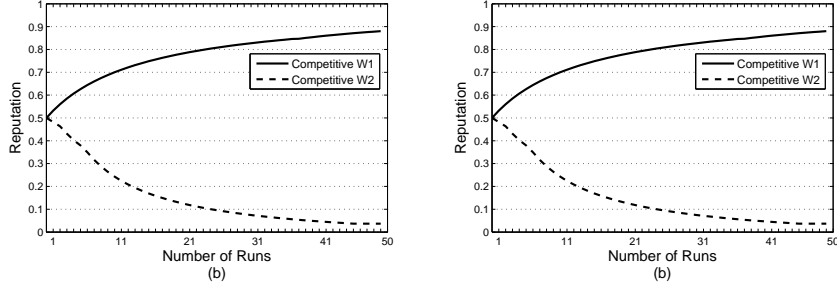 1
0.9
0.8
0.7
0.6
0.5
0.4
0.3
0.2
0.1
0
Reputation
Competitive W1
Competitive W2
1 11 21 31 41 50
Number of Runs
(b)
1
0.9
0.8
0.7
0.6
0.5
0.4
0.3
0.2
0.1
0
Reputation
Competitive W1
Competitive W2
1 11 21 31 41 50
Number of Runs
(b)